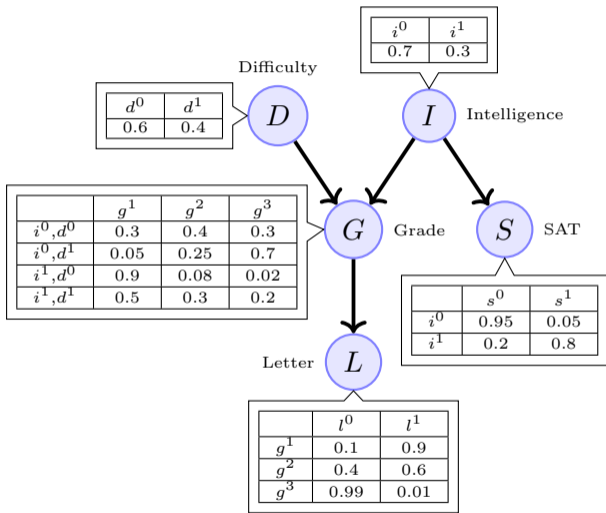 i⁰ i¹
0.7 0.3
Difficulty
d⁰ d¹
0.6 0.4
D
I
Intelligence
g¹ g² g³
i⁰,d⁰ 0.3 0.4 0.3
i⁰,d¹ 0.05 0.25 0.7
i¹,d⁰ 0.9 0.08 0.02
i¹,d¹ 0.5 0.3 0.2
G
Grade
S
SAT
s⁰ s¹
i⁰ 0.95 0.05
i¹ 0.2 0.8
Letter
L
l⁰ l¹
g¹ 0.1 0.9
g² 0.4 0.6
g³ 0.99 0.01